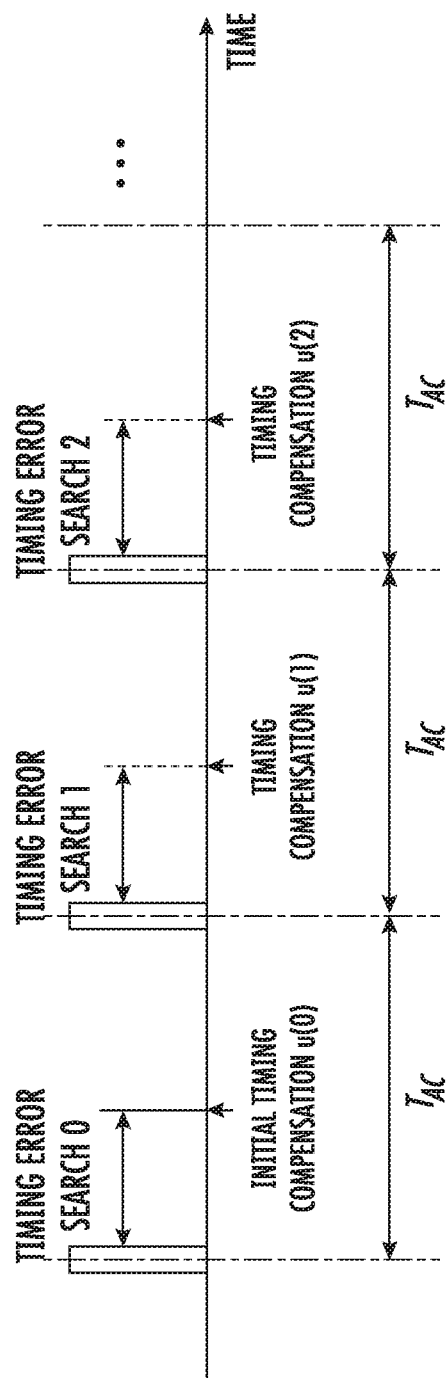 TIMING ERROR
SEARCH 0
TIMING ERROR
SEARCH 1
TIMING ERROR
SEARCH 2
...
TIME
INITIAL TIMING
COMPENSATION u(0)
TIMING
COMPENSATION u(1)
TIMING
COMPENSATION u(2)
TAC
TAC
TAC